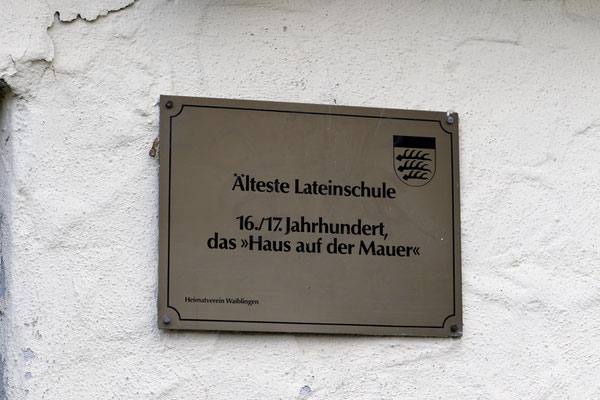 Älteste Lateinschule
16./17. Jahrhundert,
das »Haus auf der Mauer«
Heimatverein Waiblingen